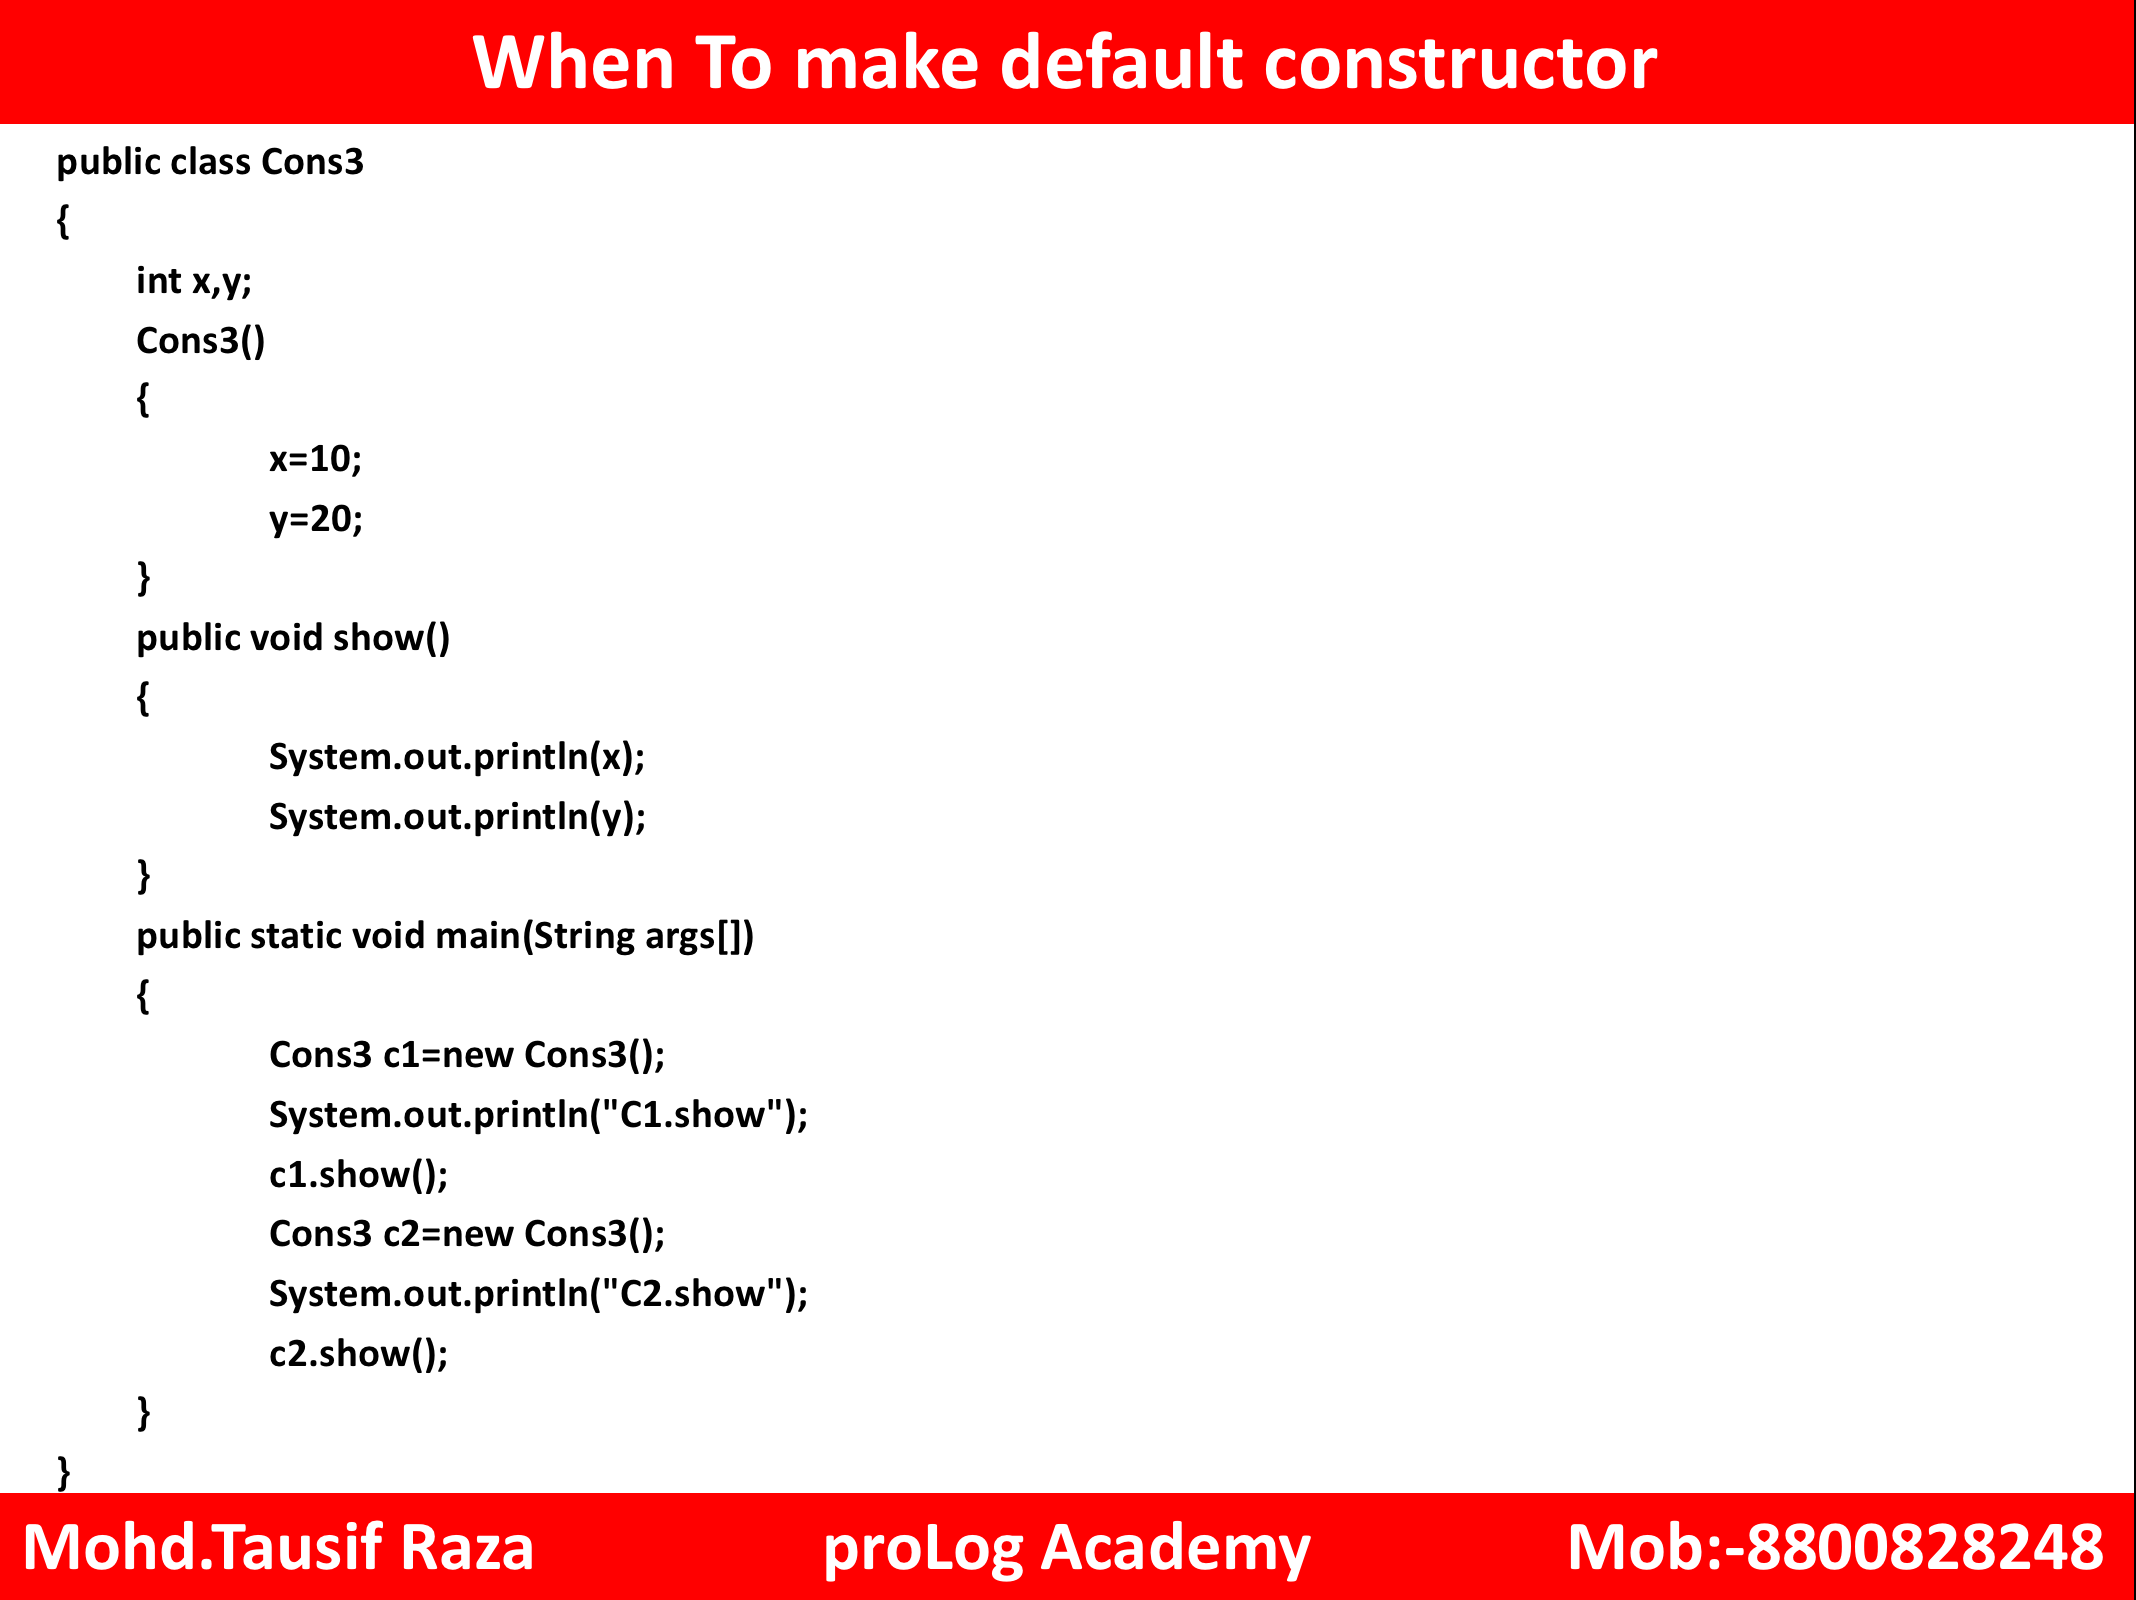 When To make default constructor
public class Cons3
{
int x,y;
Cons3()
{
x=10;
y=20;
}
public void show()
{
System.out.println(x);
System.out.println(y);
}
public static void main(String args[])
{
Cons3 c1=new Cons3();
System.out.println("C1.show");
c1.show();
Cons3 c2=new Cons3();
System.out.println("C2.show");
c2.show();
}
}
Mohd.Tausif Raza proLog Academy Mob:-8800828248